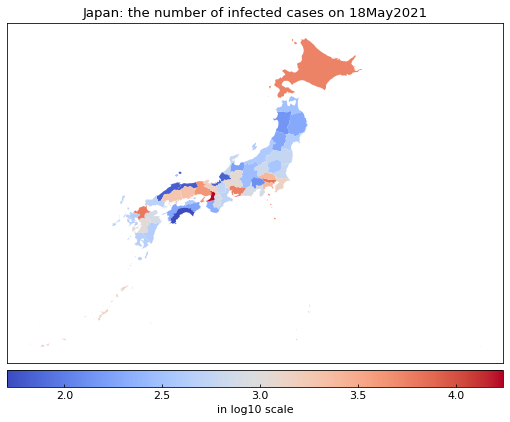 Japan: the number of infected cases on 18May2021
2.0 2.5 3.0 3.5 4.0
in log10 scale